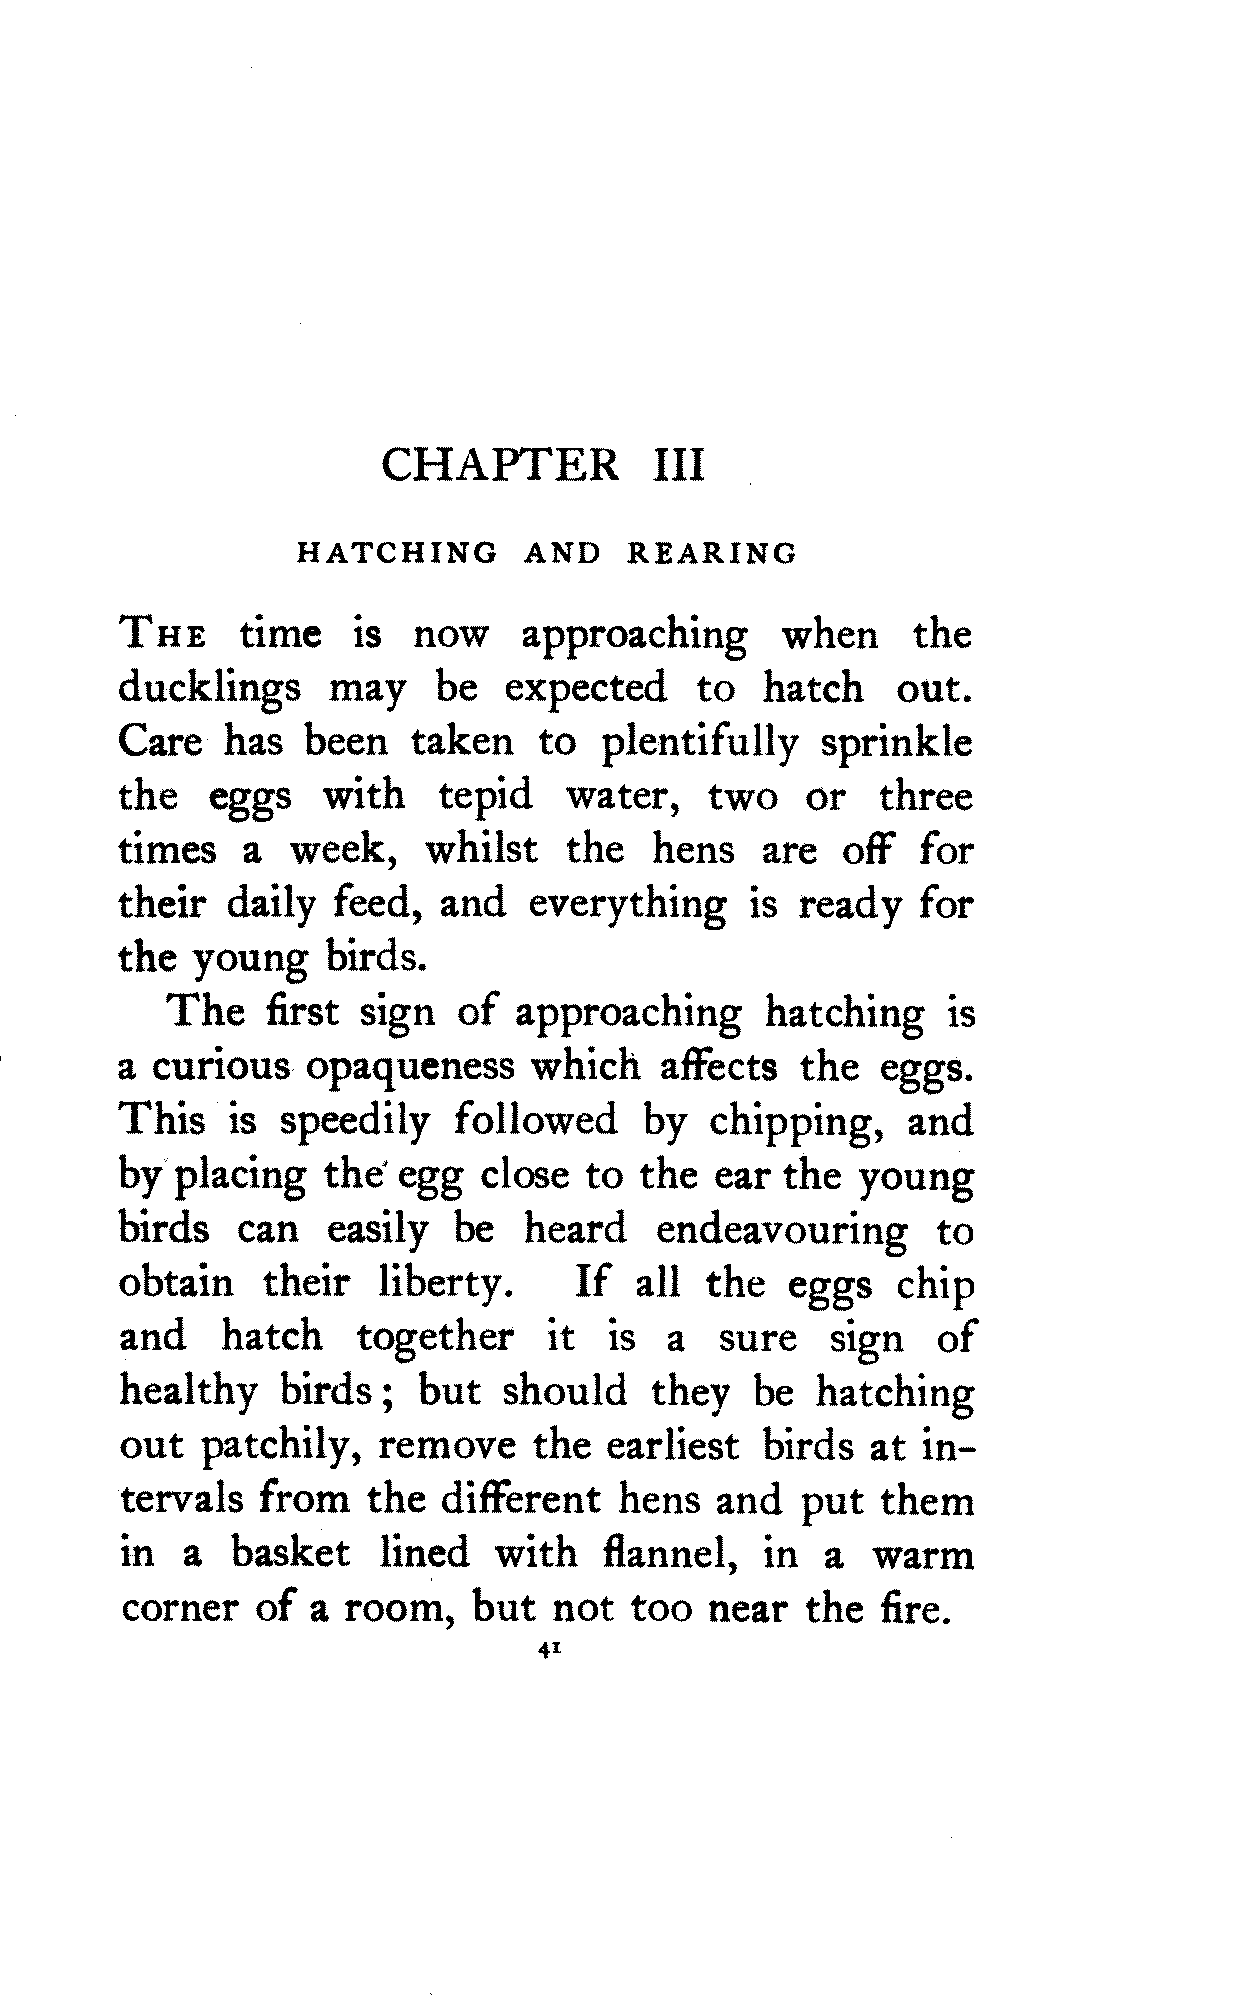 CHAPTER III
HATCHING AND REARING
THE time is now approaching when the
ducklings may be expected to hatch out.
Care has been taken to plentifully sprinkle
the eggs with tepid water, two or three
times a week, whilst the hens are off for
their daily feed, and everything is ready for
the young birds.
The first sign of approaching hatching is
a curious opaqueness which affects the eggs.
This is speedily followed by chipping, and
by placing the egg close to the ear the young
birds can easily be heard endeavouring to
obtain their liberty. If all the eggs chip
and hatch together it is a sure sign of
healthy birds; but should they be hatching
out patchily, remove the earliest birds at in-
tervals from the different hens and put them
in a basket lined with flannel, in a warm
corner of a room, but not too near the fire.
41